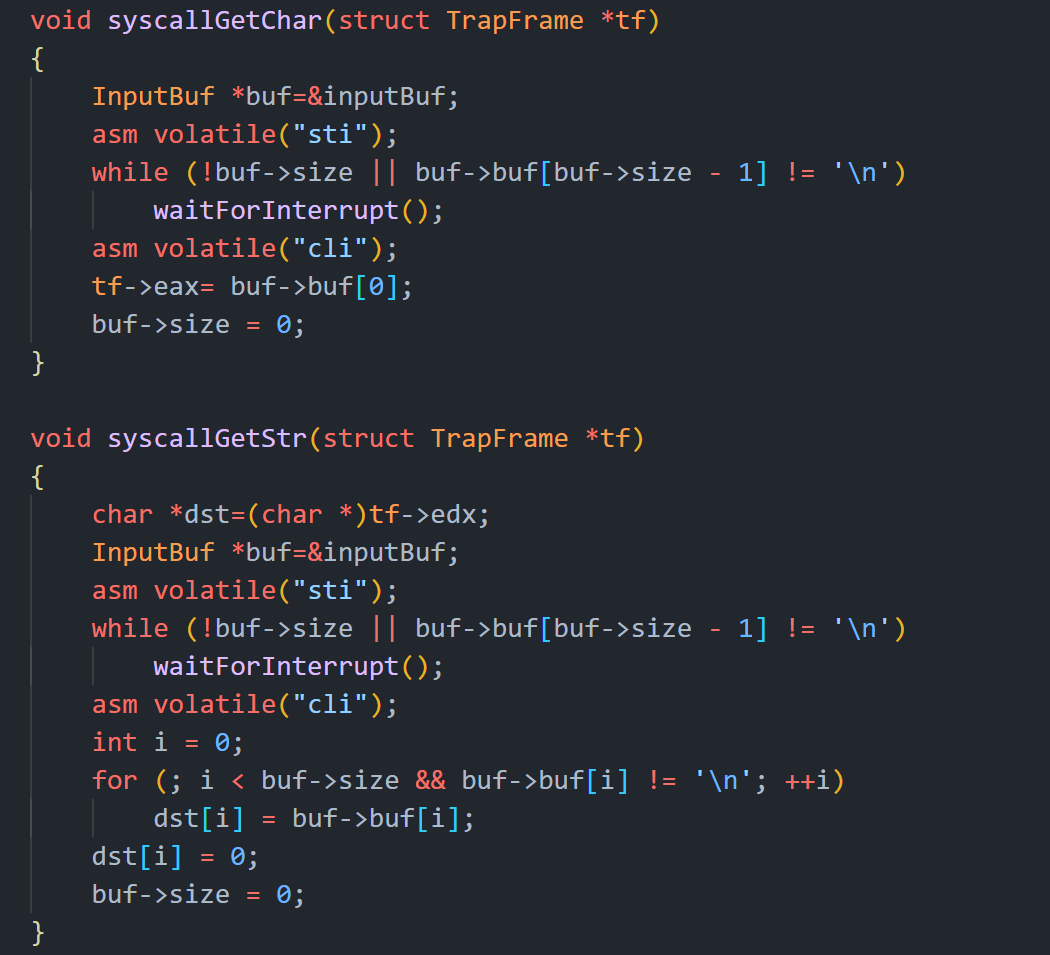 void syscallGetChar(struct TrapFrame *tf)
{
    InputBuf *buf=&inputBuf;
    asm volatile("sti");
    while (!buf->size || buf->buf[buf->size - 1] != '\n')
        waitForInterrupt();
    asm volatile("cli");
    tf->eax= buf->buf[0];
    buf->size = 0;
}

void syscallGetStr(struct TrapFrame *tf)
{
    char *dst=(char *)tf->edx;
    InputBuf *buf=&inputBuf;
    asm volatile("sti");
    while (!buf->size || buf->buf[buf->size - 1] != '\n')
        waitForInterrupt();
    asm volatile("cli");
    int i = 0;
    for (; i < buf->size && buf->buf[i] != '\n'; ++i)
        dst[i] = buf->buf[i];
    dst[i] = 0;
    buf->size = 0;
}